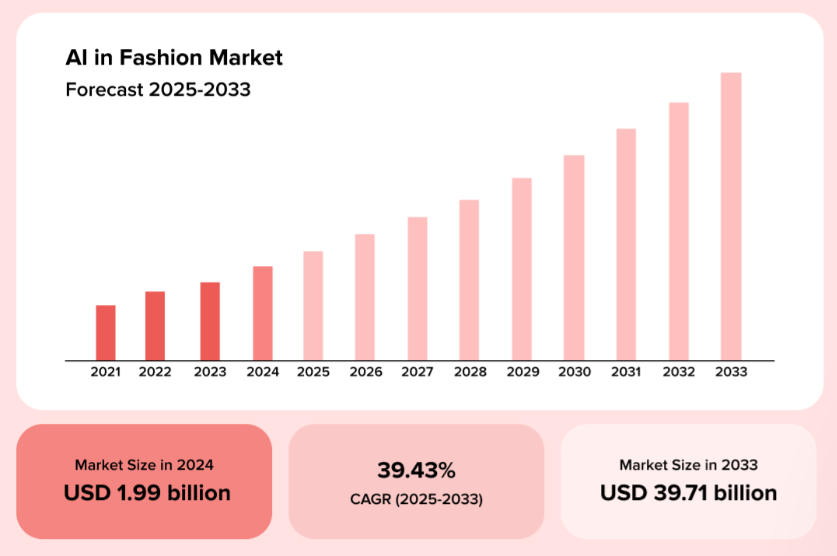 AI in Fashion Market
Forecast 2025-2033
2021 2022 2023 2024 2025 2026 2027 2028 2029 2030 2031 2032 2033
Market Size in 2024
USD 1.99 billion
39.43%
CAGR (2025-2033)
Market Size in 2033
USD 39.71 billion